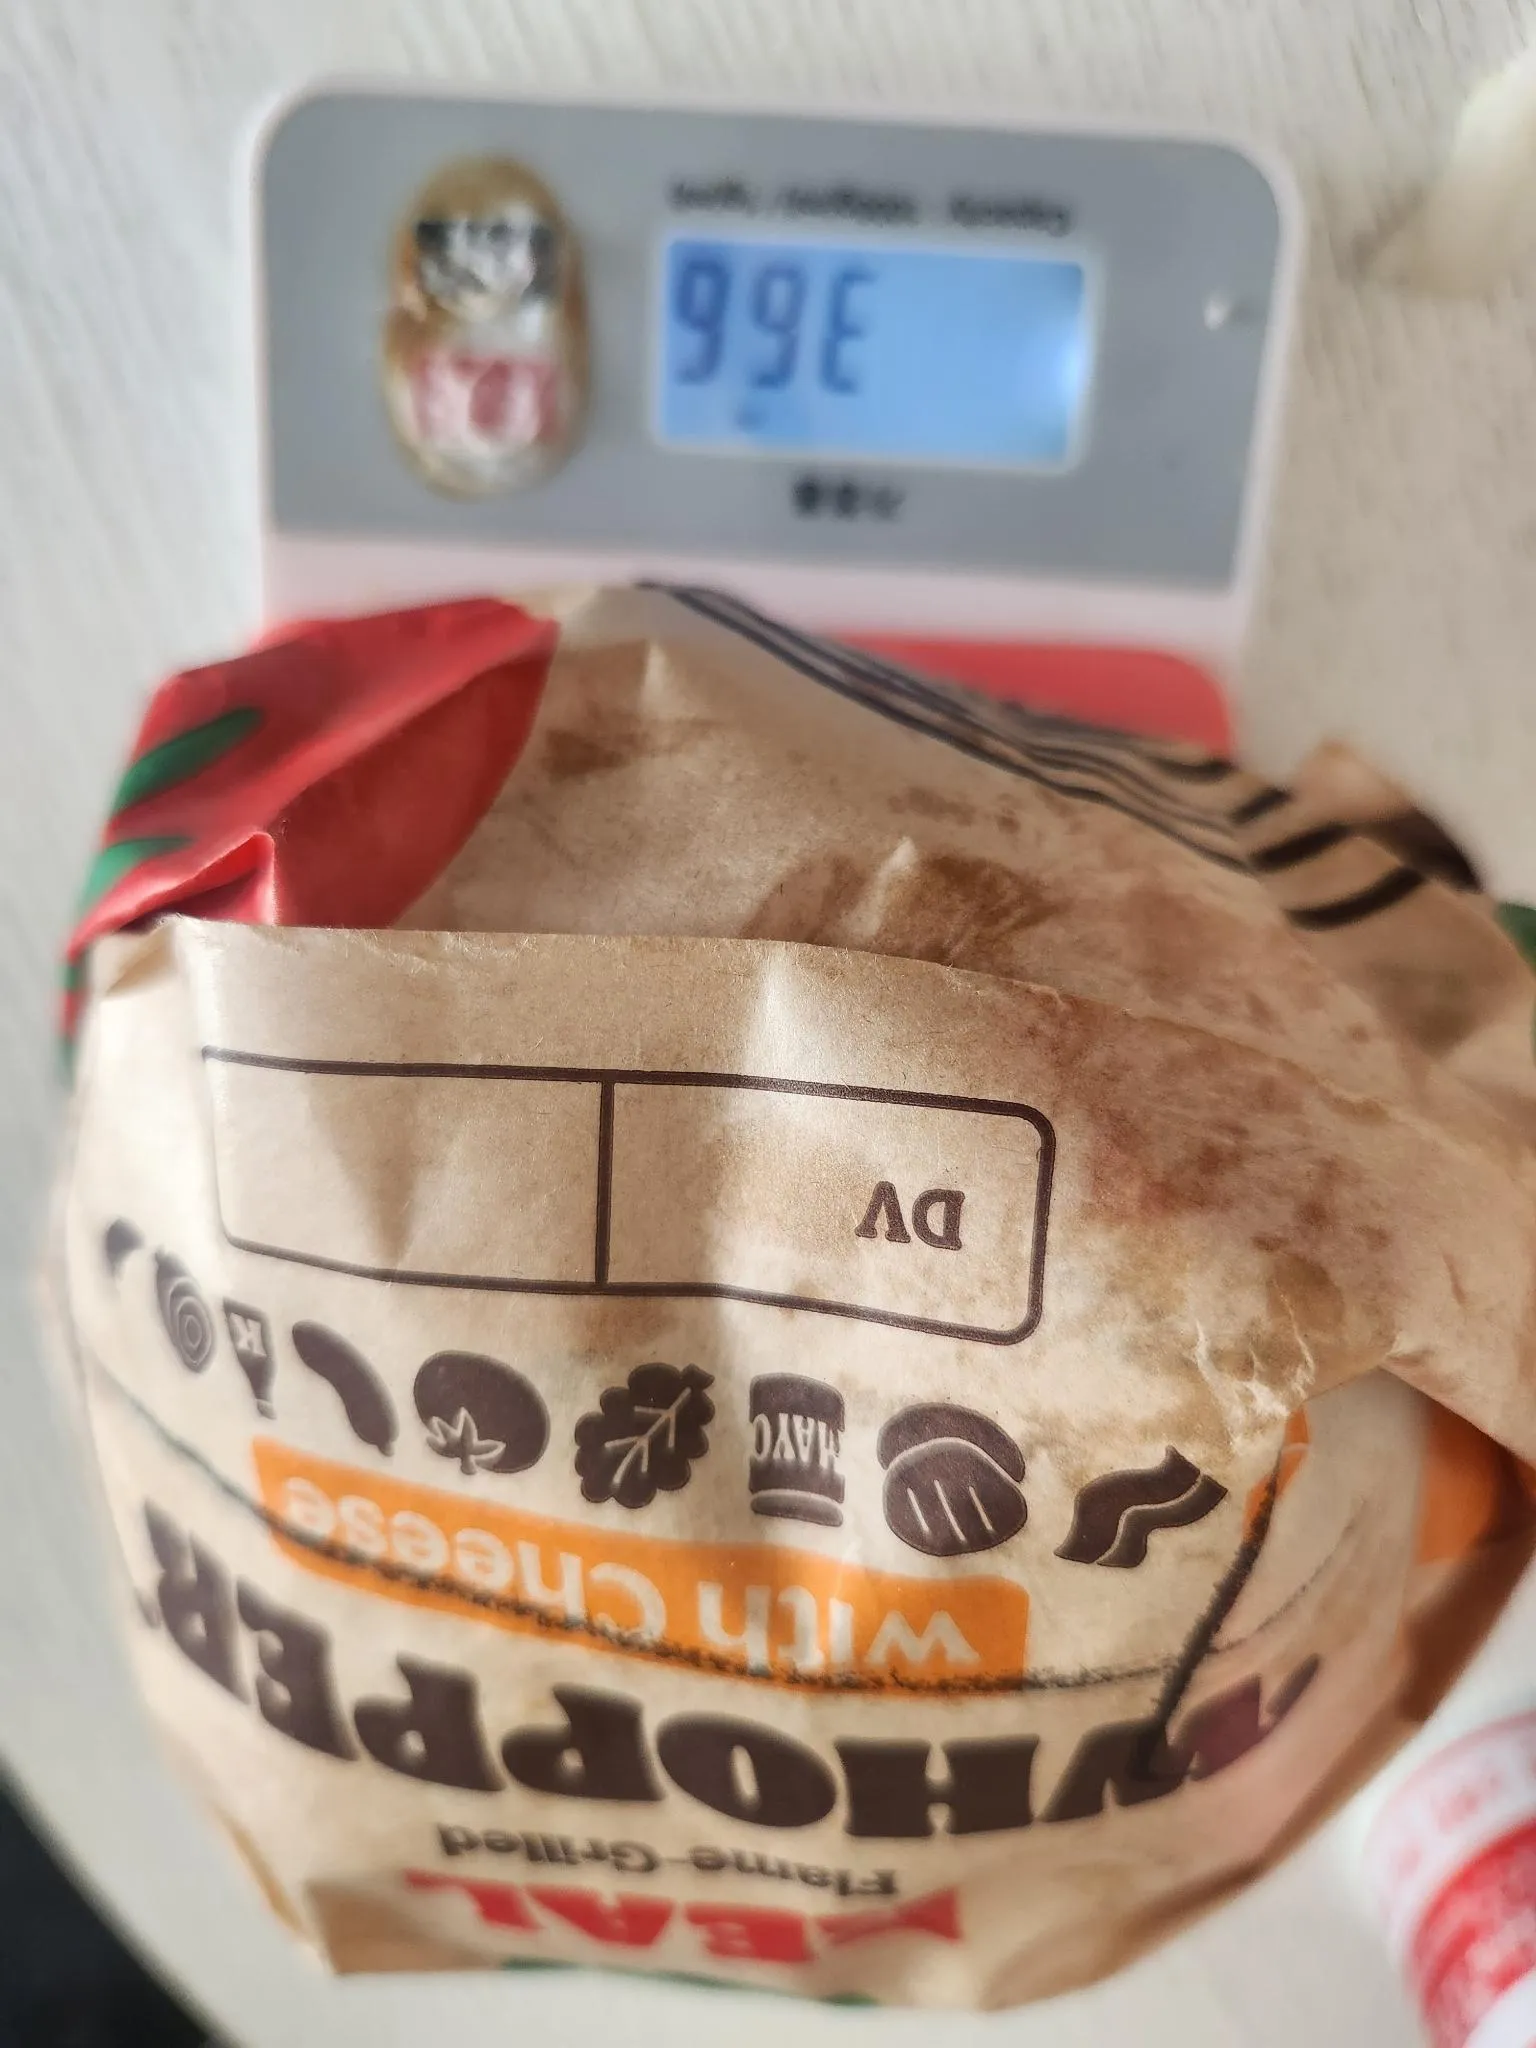 REAL
Flame-Grilled
WHOPPER
with cheese
MAYO K
DV
366